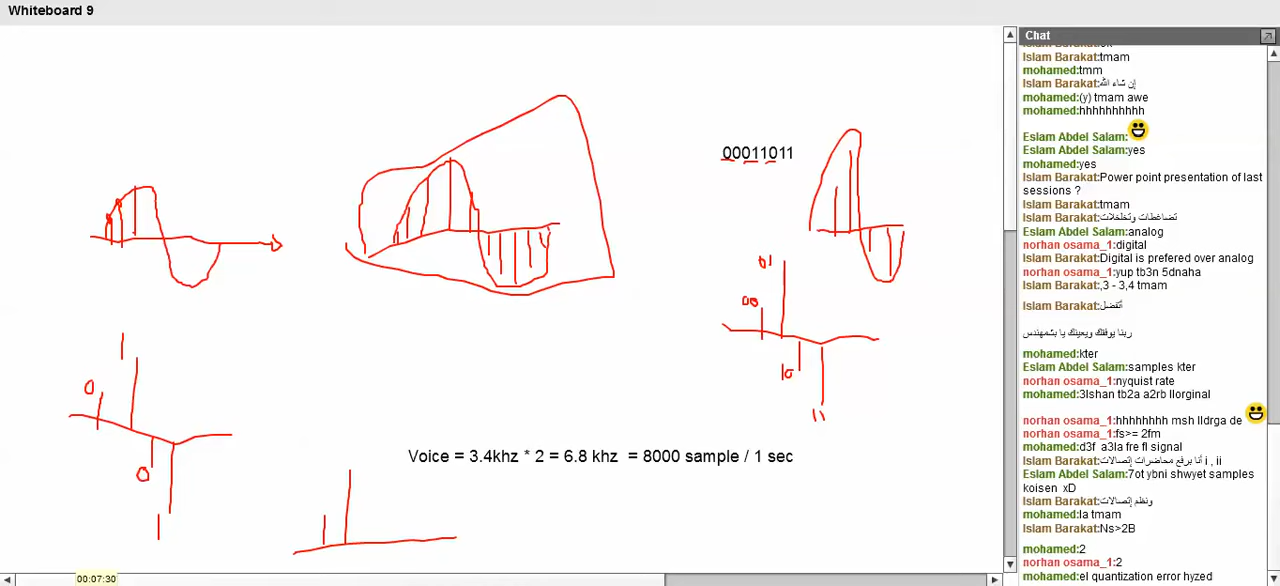 Whiteboard 9
00011011
01
00
10
11
1
0
0
1
Voice = 3.4khz * 2 = 6.8 khz = 8000 sample / 1 sec
00:07:30
Chat
Islam Barakat:ok
Islam Barakat:tmam
mohamed:tmm
Islam Barakat:إن شاء الله
mohamed:(y) tmam awe
mohamed:hhhhhhhhhh
Eslam Abdel Salam:
Eslam Abdel Salam:yes
mohamed:yes
Islam Barakat:Power point presentation of last
sessions ?
Islam Barakat:tmam
Islam Barakat:تضاغطات وتخلخلات
Eslam Abdel Salam:analog
norhan osama_1:digital
Islam Barakat:Digital is prefered over analog
norhan osama_1:yup tb3n 5dnaha
Islam Barakat:,3 - 3,4 tmam
Islam Barakat:أتفضل
ربنا يوفقك ويعينك يا بشمهندس
mohamed:kter
Eslam Abdel Salam:samples kter
norhan osama_1:nyquist rate
mohamed:3lshan tb2a a2rb llorginal
norhan osama_1:hhhhhhhh msh lldrga de
norhan osama_1:fs>= 2fm
mohamed:d3f a3la fre fl signal
Islam Barakat:أنا برفع محاضرات إتصالات i , ii
Eslam Abdel Salam:7ot ybni shwyet samples
koisen xD
Islam Barakat:ونظم إتصالات
mohamed:la tmam
Islam Barakat:Ns>2B
mohamed:2
norhan osama_1:2
mohamed:el quantization error hyzed